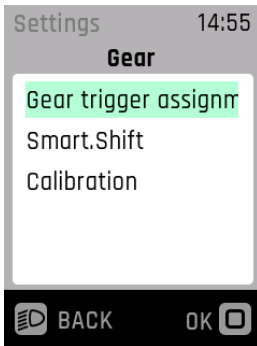 Settings 14:55
Gear
Gear trigger assignm
Smart.Shift
Calibration
BACK OK